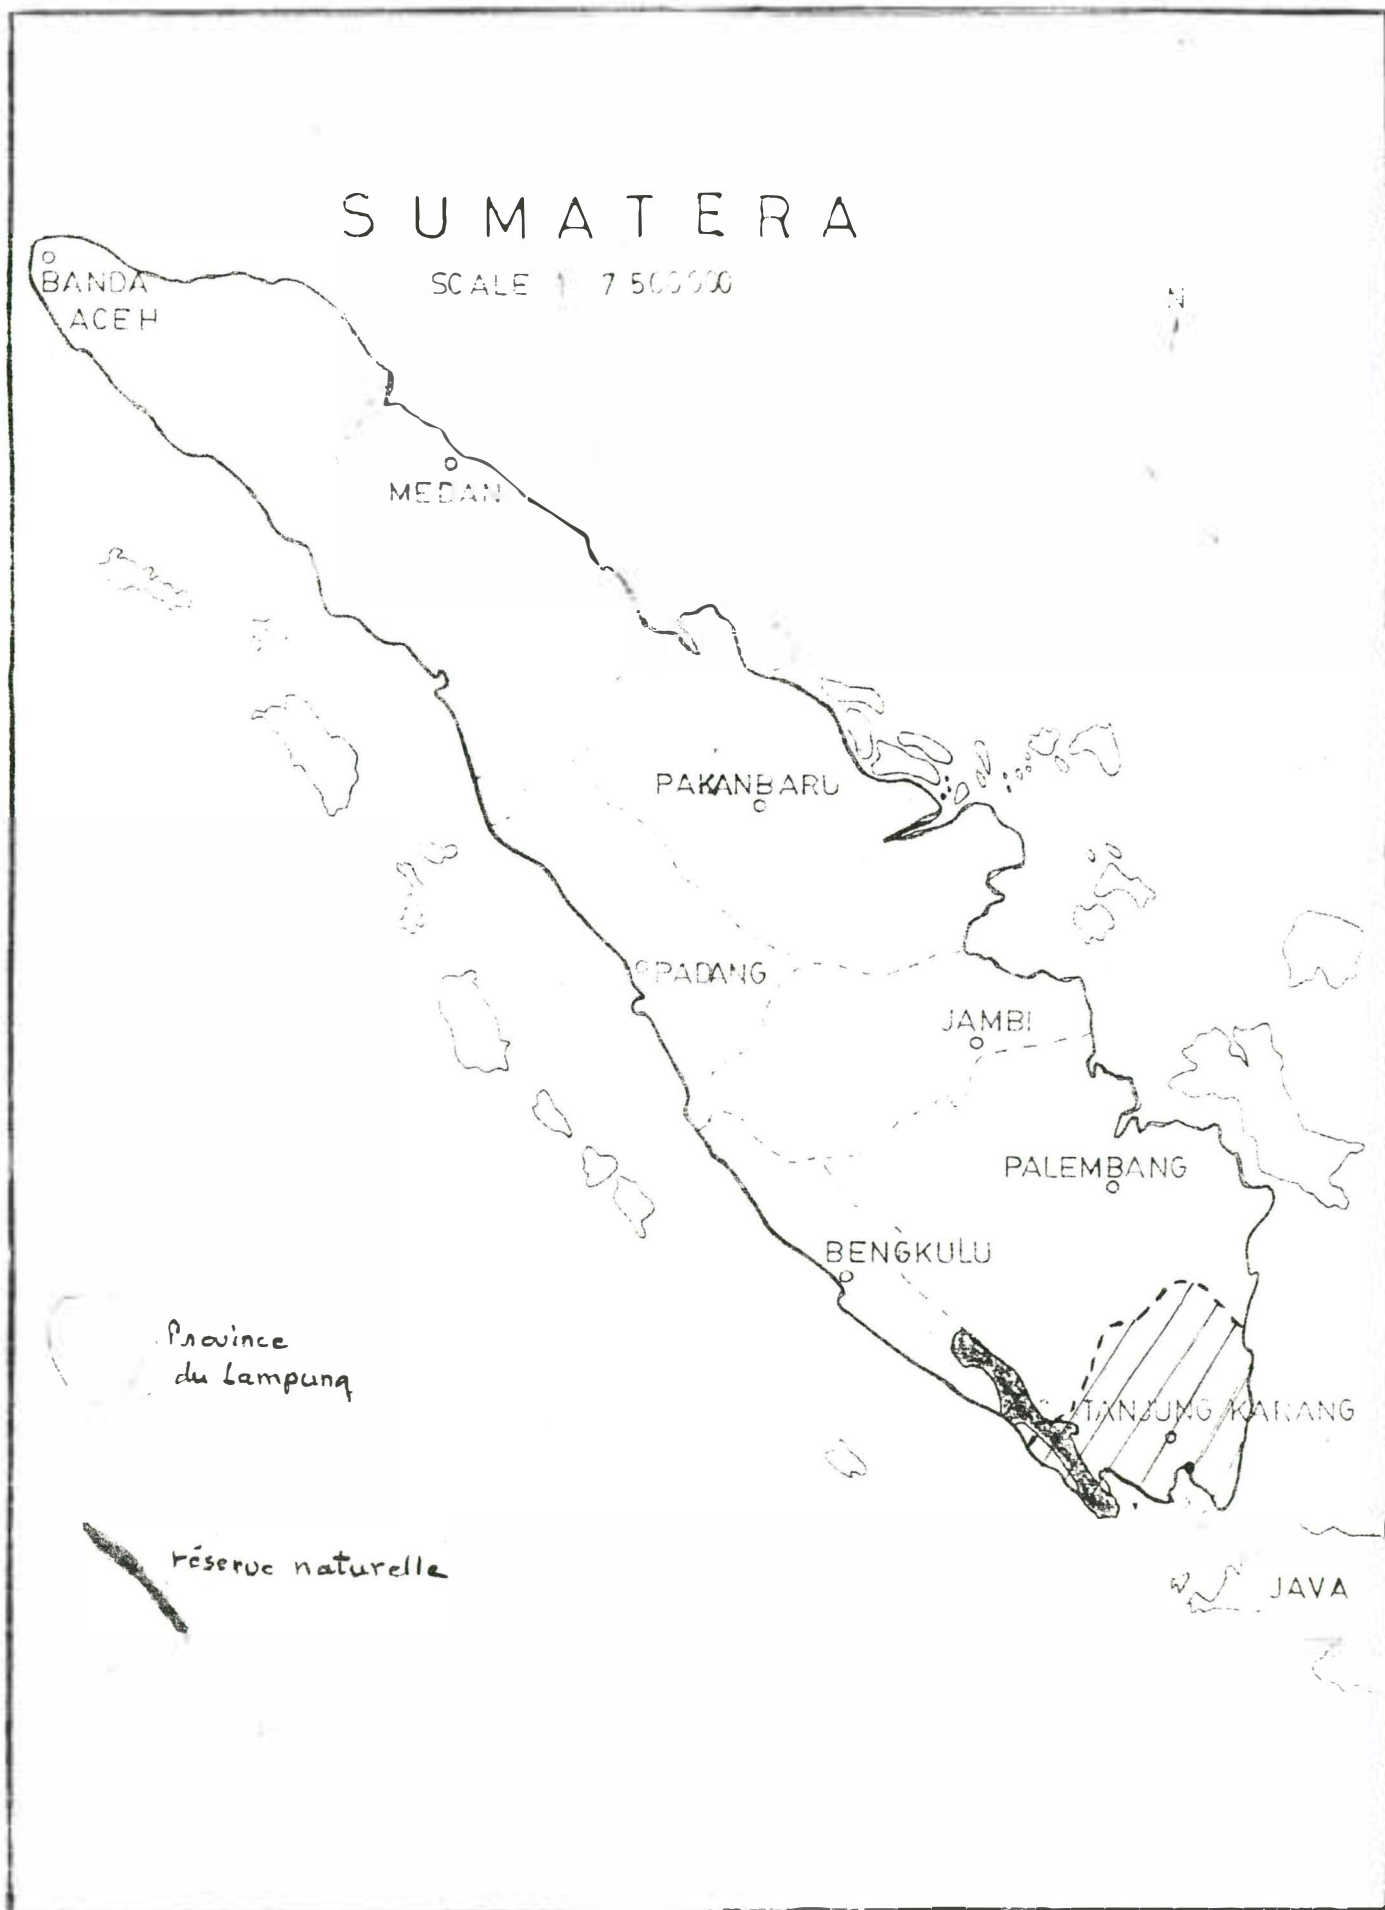 SUMATERA
SCALE 1 7 500 000
N
BANDA
ACEH
MEDAN
PAKANBARU
PADANG
JAMBI
PALEMBANG
BENGKULU
Province
du Lampung
TANJUNG KARANG
réserve naturelle
JAVA